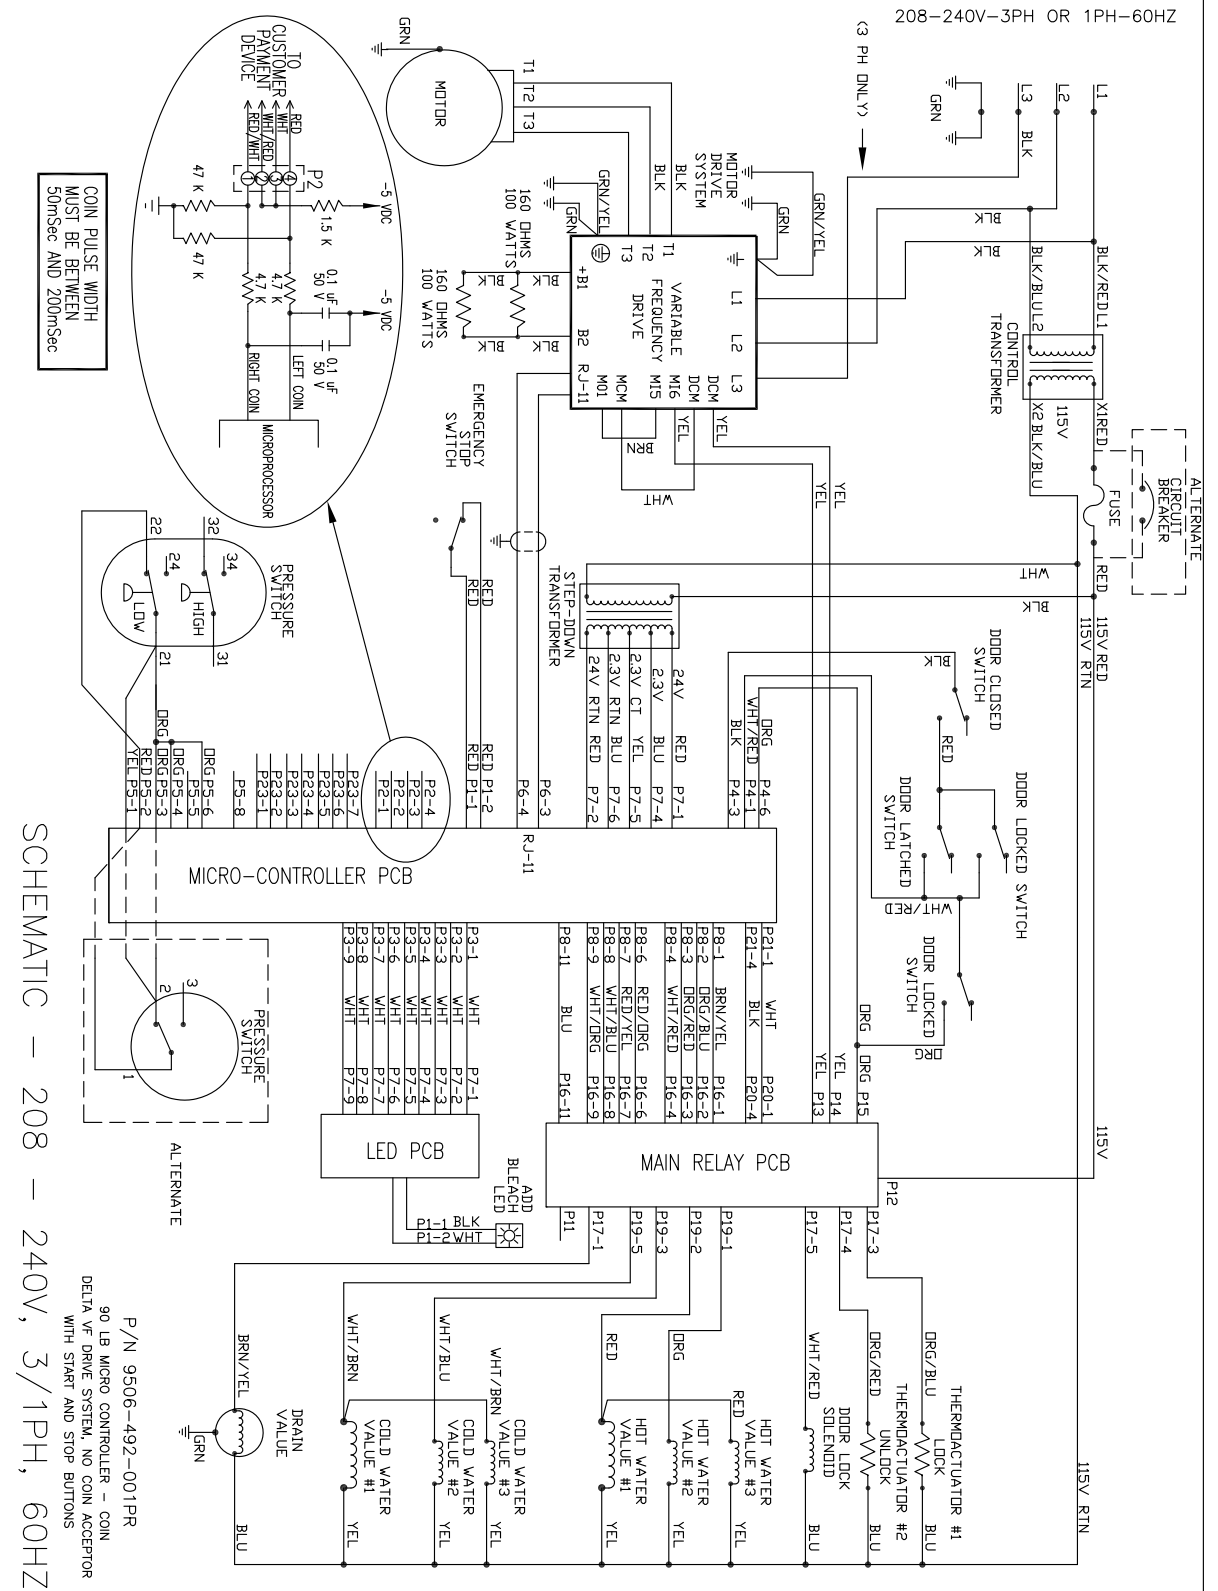 208-240V-3PH OR 1PH-60HZ
(3 PH ONLY)
L1
L2
L3
BLK
GRN
TO
CUSTOMER
PAYMENT
DEVICE
RED
WHT
WHT/RED
RED/WHT
P2
4
3
2
1
-5 VDC
1.5 K
47 K
47 K
4.7 K
4.7 K
0.1 uF
50 V
-5 VDC
0.1 uF
50 V
LEFT COIN
RIGHT COIN
MICROPROCESSOR
COIN PULSE WIDTH
MUST BE BETWEEN
50mSec AND 200mSec
GRN
MOTOR
T1
T2
T3
BLK
BLK
MOTOR
DRIVE
SYSTEM
GRN/YEL
GRN
GRN/YEL
GRN
160 OHMS
100 WATTS
160 OHMS
100 WATTS
BLK
BLK
BLK
BLK
T1
T2
T3
+B1
B2
RJ-11
VARIABLE
FREQUENCY
DRIVE
L1
L2
L3
DCM
DCM
MI6
MI5
MCM
M01
YEL
YEL
BRN
WHT
YEL
YEL
BLK
BLK
BLK/RED
L1
BLK/BLU
L2
CONTROL
TRANSFORMER
X1
RED
115V
X2
BLK/BLU
ALTERNATE
CIRCUIT
BREAKER
FUSE
RED
WHT
BLK
115V RED
115V RTN
EMERGENCY
STOP
SWITCH
RED
RED
STEP-DOWN
TRANSFORMER
24V RED P7-1
2.3V BLU P7-4
2.3V CT YEL P7-5
2.3V RTN BLU P7-6
24V RTN RED P7-2
DOOR CLOSED
SWITCH
BLK
RED
DOOR LOCKED SWITCH
DOOR LATCHED
SWITCH
WHT/RED
DOOR LOCKED
SWITCH
ORG
ORG
ORG P4-6
WHT/RED P4-1
BLK P4-3
PRESSURE
SWITCH
HIGH
LOW
34
32
24
22
31
21
ORG
ORG P5-6
P5-5
ORG P5-4
ORG P5-3
RED P5-2
YEL P5-1
P5-8
P23-1
P23-2
P23-3
P23-4
P23-5
P23-6
P23-7
P2-1
P2-2
P2-3
P2-4
RED P1-1
RED P1-2
P6-4
P6-3
RJ-11
MICRO-CONTROLLER PCB
P21-1 WHT P20-1
P21-4 BLK P20-4
P8-1 BRN/YEL P16-1
P8-2 ORG/BLU P16-2
P8-3 ORG/RED P16-3
P8-4 WHT/RED P16-4
P8-6 RED/ORG P16-6
P8-7 RED/YEL P16-7
P8-8 WHT/BLU P16-8
P8-9 WHT/ORG P16-9
P8-11 BLU P16-11
P3-1 WHT P7-1
P3-2 WHT P7-2
P3-3 WHT P7-3
P3-4 WHT P7-4
P3-5 WHT P7-5
P3-6 WHT P7-6
P3-7 WHT P7-7
P3-8 WHT P7-8
P3-9 WHT P7-9
PRESSURE
SWITCH
3
2
1
ALTERNATE
ORG P15
YEL P14
YEL P13
115V
P12
MAIN RELAY PCB
LED PCB
P1-1 BLK
P1-2 WHT
ADD
BLEACH
LED
P17-3
P17-4
P17-5
P19-1
P19-2
P19-3
P19-5
P17-1
P11
115V RTN
ORG/BLU
THERMOACTUATOR #1
LOCK
BLU
ORG/RED
THERMOACTUATOR #2
UNLOCK
BLU
WHT/RED
DOOR LOCK
SOLENOID
BLU
RED
HOT WATER
VALUE #3
YEL
ORG
HOT WATER
VALUE #2
YEL
RED
HOT WATER
VALUE #1
YEL
WHT/BRN
COLD WATER
VALUE #3
YEL
WHT/BLU
COLD WATER
VALUE #2
YEL
WHT/BRN
COLD WATER
VALUE #1
YEL
BRN/YEL
DRAIN
VALUE
GRN
BLU
P/N 9506-492-001PR
90 LB MICRO CONTROLLER - COIN
DELTA VF DRIVE SYSTEM, NO COIN ACCEPTOR
WITH START AND STOP BUTTONS
SCHEMATIC - 208 - 240V, 3/1PH, 60HZ